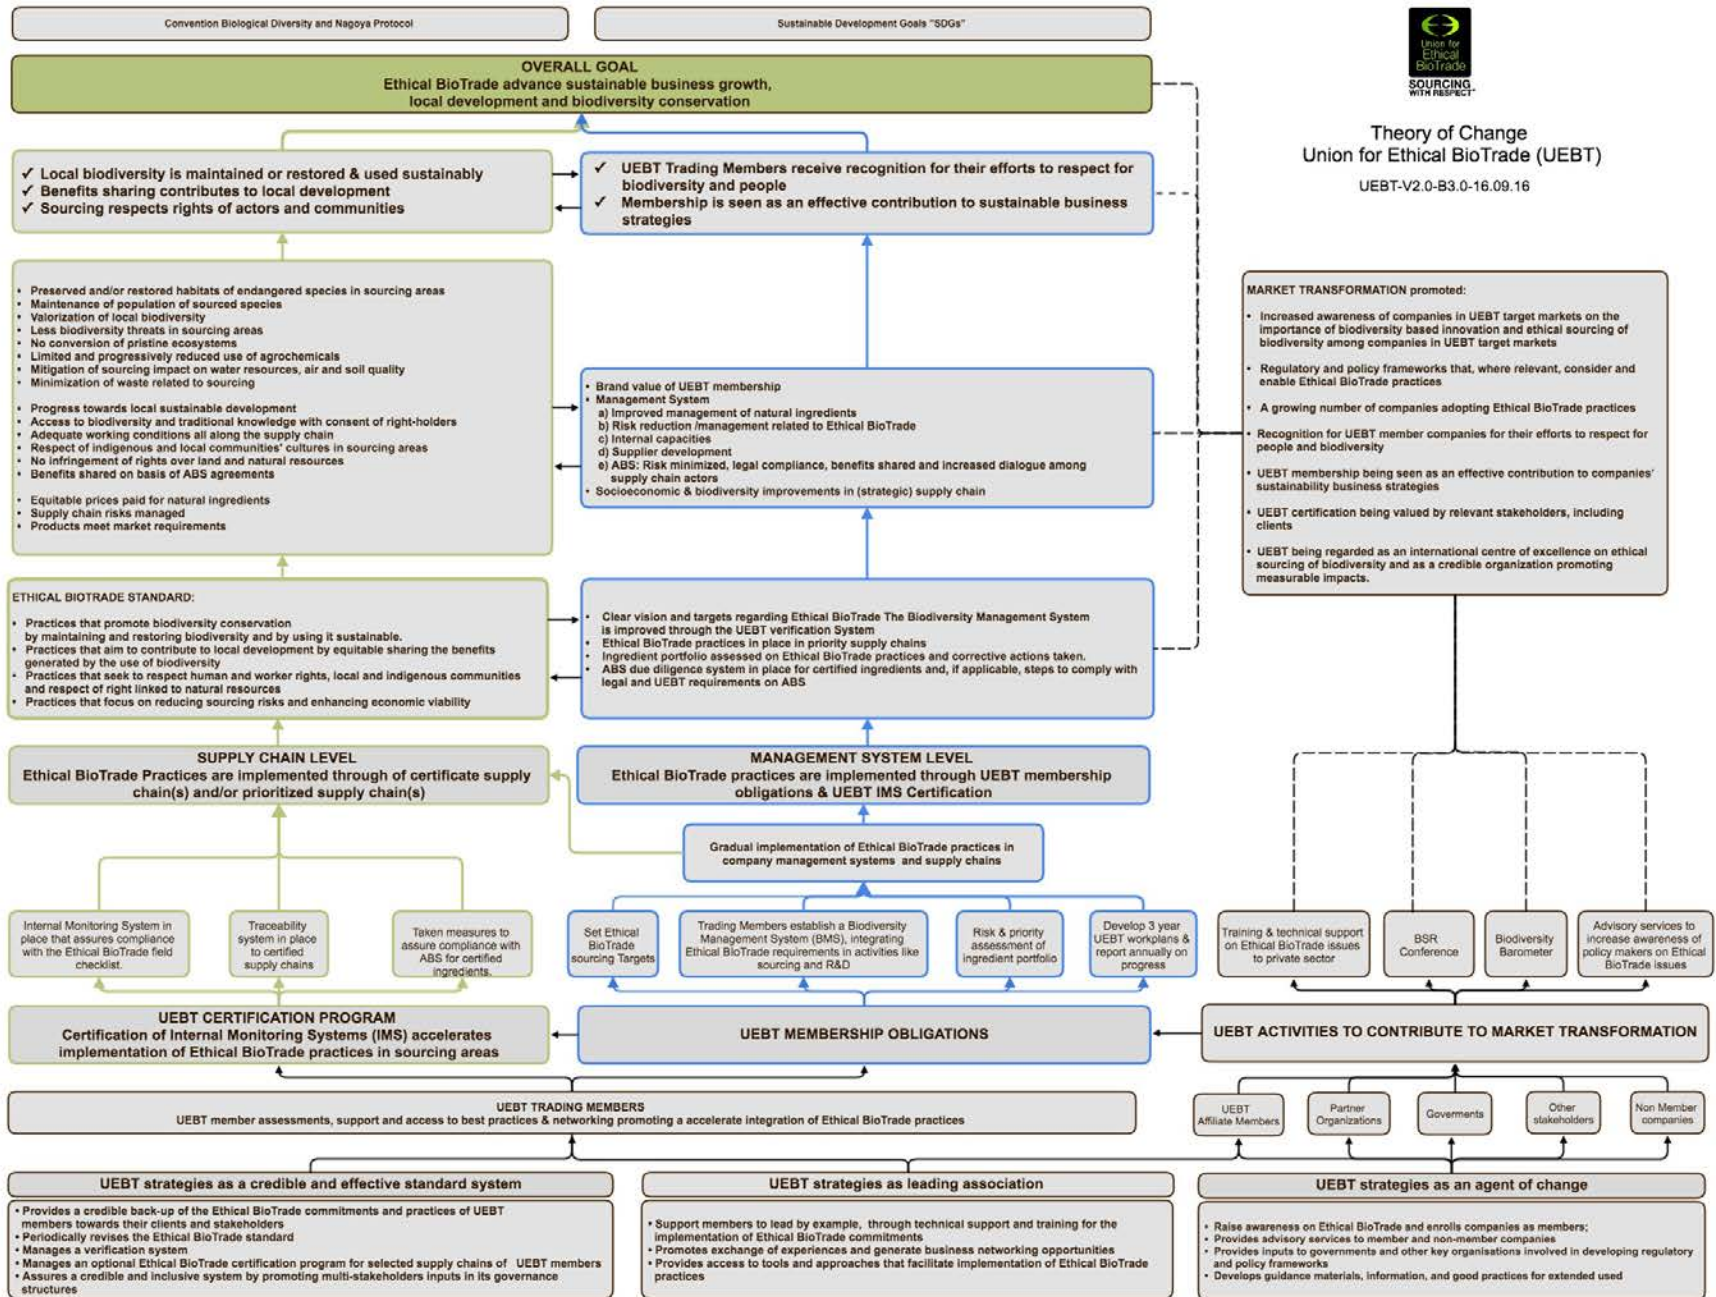 Convention Biological Diversity and Nagoya Protocol
Sustainable Development Goals "SDGs"
OVERALL GOAL
Ethical BioTrade advance sustainable business growth,
local development and biodiversity conservation
Union for
Ethical
BioTrade
SOURCING
WITH RESPECT
Theory of Change
Union for Ethical BioTrade (UEBT)
UEBT-V2.0-B3.0-16.09.16
✓ Local biodiversity is maintained or restored & used sustainably
✓ Benefits sharing contributes to local development
✓ Sourcing respects rights of actors and communities
✓ UEBT Trading Members receive recognition for their efforts to respect for
biodiversity and people
✓ Membership is seen as an effective contribution to sustainable business
strategies
• Preserved and/or restored habitats of endangered species in sourcing areas
• Maintenance of population of sourced species
• Valorization of local biodiversity
• Less biodiversity threats in sourcing areas
• No conversion of pristine ecosystems
• Limited and progressively reduced use of agrochemicals
• Mitigation of sourcing impact on water resources, air and soil quality
• Minimization of waste related to sourcing
• Progress towards local sustainable development
• Access to biodiversity and traditional knowledge with consent of right-holders
• Adequate working conditions all along the supply chain
• Respect of indigenous and local communities' cultures in sourcing areas
• No infringement of rights over land and natural resources
• Benefits shared on basis of ABS agreements
• Equitable prices paid for natural ingredients
• Supply chain risks managed
• Products meet market requirements
• Brand value of UEBT membership
• Management System
a) Improved management of natural ingredients
b) Risk reduction /management related to Ethical BioTrade
c) Internal capacities
d) Supplier development
e) ABS: Risk minimized, legal compliance, benefits shared and increased dialogue among
supply chain actors
• Socioeconomic & biodiversity improvements in (strategic) supply chain
MARKET TRANSFORMATION promoted:
• Increased awareness of companies in UEBT target markets on the
importance of biodiversity based innovation and ethical sourcing of
biodiversity among companies in UEBT target markets
• Regulatory and policy frameworks that, where relevant, consider and
enable Ethical BioTrade practices
• A growing number of companies adopting Ethical BioTrade practices
• Recognition for UEBT member companies for their efforts to respect for
people and biodiversity
• UEBT membership being seen as an effective contribution to companies'
sustainability business strategies
• UEBT certification being valued by relevant stakeholders, including
clients
• UEBT being regarded as an international centre of excellence on ethical
sourcing of biodiversity and as a credible organization promoting
measurable impacts.
ETHICAL BIOTRADE STANDARD:
• Practices that promote biodiversity conservation
by maintaining and restoring biodiversity and by using it sustainable.
• Practices that aim to contribute to local development by equitable sharing the benefits
generated by the use of biodiversity
• Practices that seek to respect human and worker rights, local and indigenous communities
and respect of right linked to natural resources
• Practices that focus on reducing sourcing risks and enhancing economic viability
• Clear vision and targets regarding Ethical BioTrade The Biodiversity Management System
is improved through the UEBT verification System
• Ethical BioTrade practices in place in priority supply chains
• Ingredient portfolio assessed on Ethical BioTrade practices and corrective actions taken.
• ABS due diligence system in place for certified ingredients and, if applicable, steps to comply with
legal and UEBT requirements on ABS
SUPPLY CHAIN LEVEL
Ethical BioTrade Practices are implemented through of certificate supply
chain(s) and/or prioritized supply chain(s)
MANAGEMENT SYSTEM LEVEL
Ethical BioTrade practices are implemented through UEBT membership
obligations & UEBT IMS Certification
Gradual implementation of Ethical BioTrade practices in
company management systems and supply chains
Internal Monitoring System in
place that assures compliance
with the Ethical BioTrade field
checklist.
Traceability
system in place
to certified
supply chains
Taken measures to
assure compliance with
ABS for certified
ingredients.
Set Ethical
BioTrade
sourcing Targets
Trading Members establish a Biodiversity
Management System (BMS), integrating
Ethical BioTrade requirements in activities like
sourcing and R&D
Risk & priority
assessment of
ingredient portfolio
Develop 3 year
UEBT workplans &
report annually on
progress
Training & technical support
on Ethical BioTrade issues
to private sector
BSR
Conference
Biodiversity
Barometer
Advisory services to
increase awareness of
policy makers on Ethical
BioTrade issues
UEBT CERTIFICATION PROGRAM
Certification of Internal Monitoring Systems (IMS) accelerates
implementation of Ethical BioTrade practices in sourcing areas
UEBT MEMBERSHIP OBLIGATIONS
UEBT ACTIVITIES TO CONTRIBUTE TO MARKET TRANSFORMATION
UEBT TRADING MEMBERS
UEBT member assessments, support and access to best practices & networking promoting a accelerate integration of Ethical BioTrade practices
UEBT
Affiliate Members
Partner
Organizations
Goverments
Other
stakeholders
Non Member
companies
UEBT strategies as a credible and effective standard system
• Provides a credible back-up of the Ethical BioTrade commitments and practices of UEBT
members towards their clients and stakeholders
• Periodically revises the Ethical BioTrade standard
• Manages a verification system
• Manages an optional Ethical BioTrade certification program for selected supply chains of UEBT members
• Assures a credible and inclusive system by promoting multi-stakeholders inputs in its governance
structures
UEBT strategies as leading association
• Support members to lead by example, through technical support and training for the
implementation of Ethical BioTrade commitments
• Promotes exchange of experiences and generate business networking opportunities
• Provides access to tools and approaches that facilitate implementation of Ethical BioTrade
practices
UEBT strategies as an agent of change
• Raise awareness on Ethical BioTrade and enrolls companies as members;
• Provides advisory services to member and non-member companies
• Provides inputs to governments and other key organisations involved in developing regulatory
and policy frameworks
• Develops guidance materials, information, and good practices for extended used